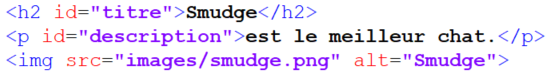 <h2 id="titre">Smudge</h2>
<p id="description">est le meilleur chat.</p>
<img src="images/smudge.png" alt="Smudge">